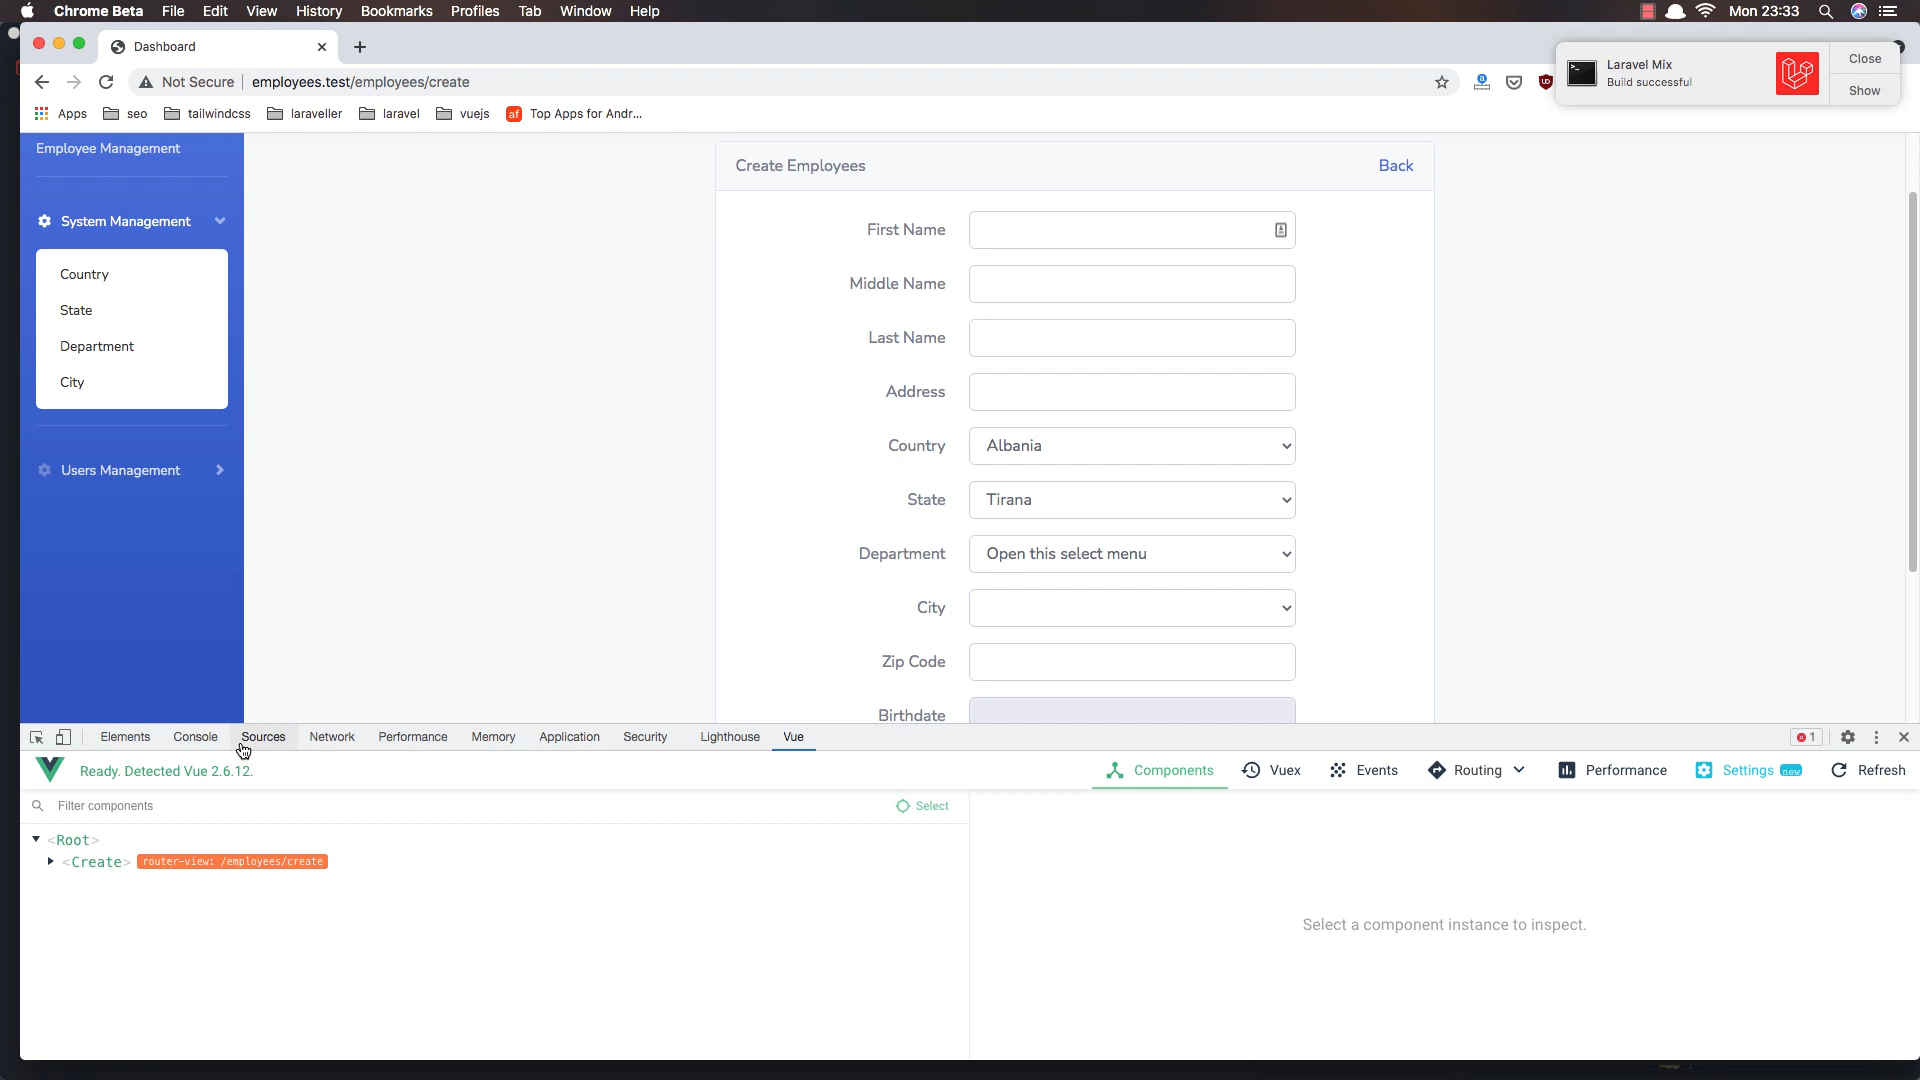 Chrome Beta File Edit View History Bookmarks Profiles Tab Window Help Mon 23:33
Dashboard
Not Secure employees.test/employees/create
Laravel Mix
Build successful
Close
Show
Apps seo tailwindcss laraveller laravel vuejs af Top Apps for Andr...
Employee Management
System Management
Country
State
Department
City
Users Management
Create Employees Back
First Name
Middle Name
Last Name
Address
Country Albania
State Tirana
Department Open this select menu
City
Zip Code
Birthdate
Elements Console Sources Network Performance Memory Application Security Lighthouse Vue 1
Ready. Detected Vue 2.6.12. Components Vuex Events Routing Performance Settings new Refresh
Filter components Select
<Root>
<Create> router-view: /employees/create
Select a component instance to inspect.